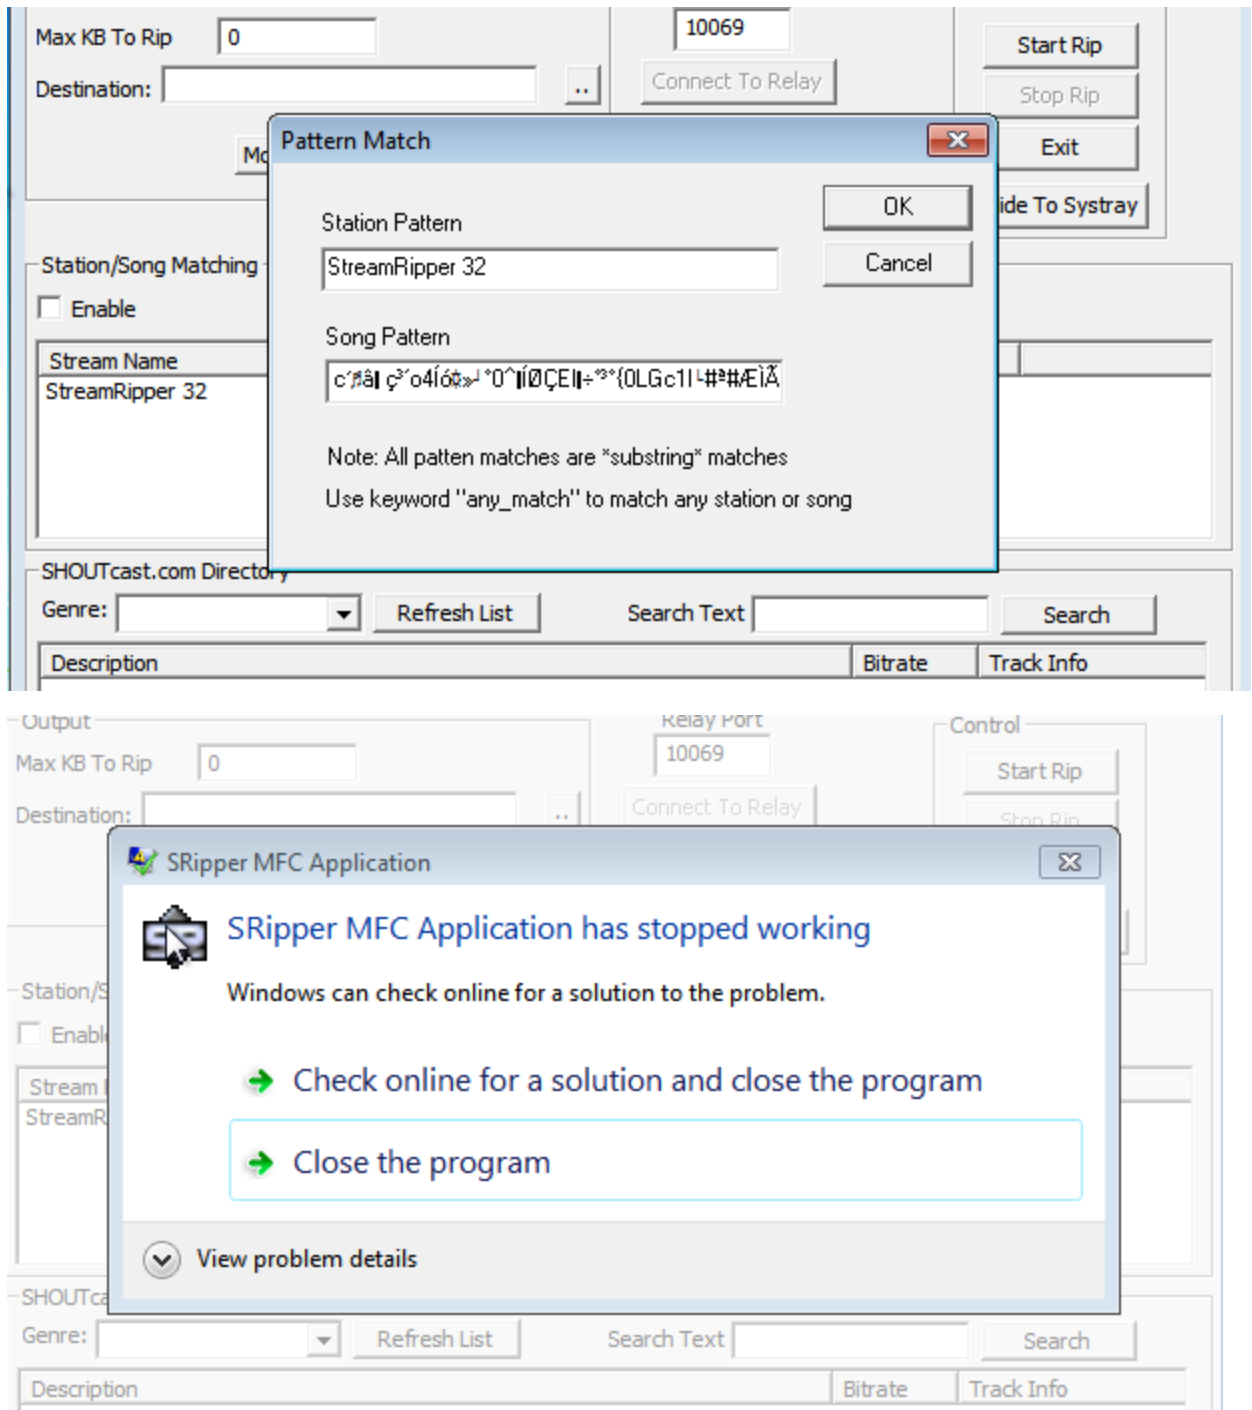 Max KB To Rip 0 10069 Start Rip
Destination: .. Connect To Relay Stop Rip
Pattern Match
Exit
ide To Systray
Station Pattern OK
StreamRipper 32 Cancel
Station/Song Matching
Enable
Song Pattern
Stream Name
StreamRipper 32
Note: All patten matches are *substring* matches
Use keyword "any_match" to match any station or song
SHOUTcast.com Directory
Genre: Refresh List Search Text Search
Description Bitrate Track Info
Output Relay Port Control
Max KB To Rip 0 10069 Start Rip
Destination: .. Connect To Relay Stop Rip
SRipper MFC Application
SRipper MFC Application has stopped working
Windows can check online for a solution to the problem.
Station/S
Enable
Check online for a solution and close the program
Stream
StreamR
Close the program
View problem details
SHOUTca
Genre: Refresh List Search Text Search
Description Bitrate Track Info